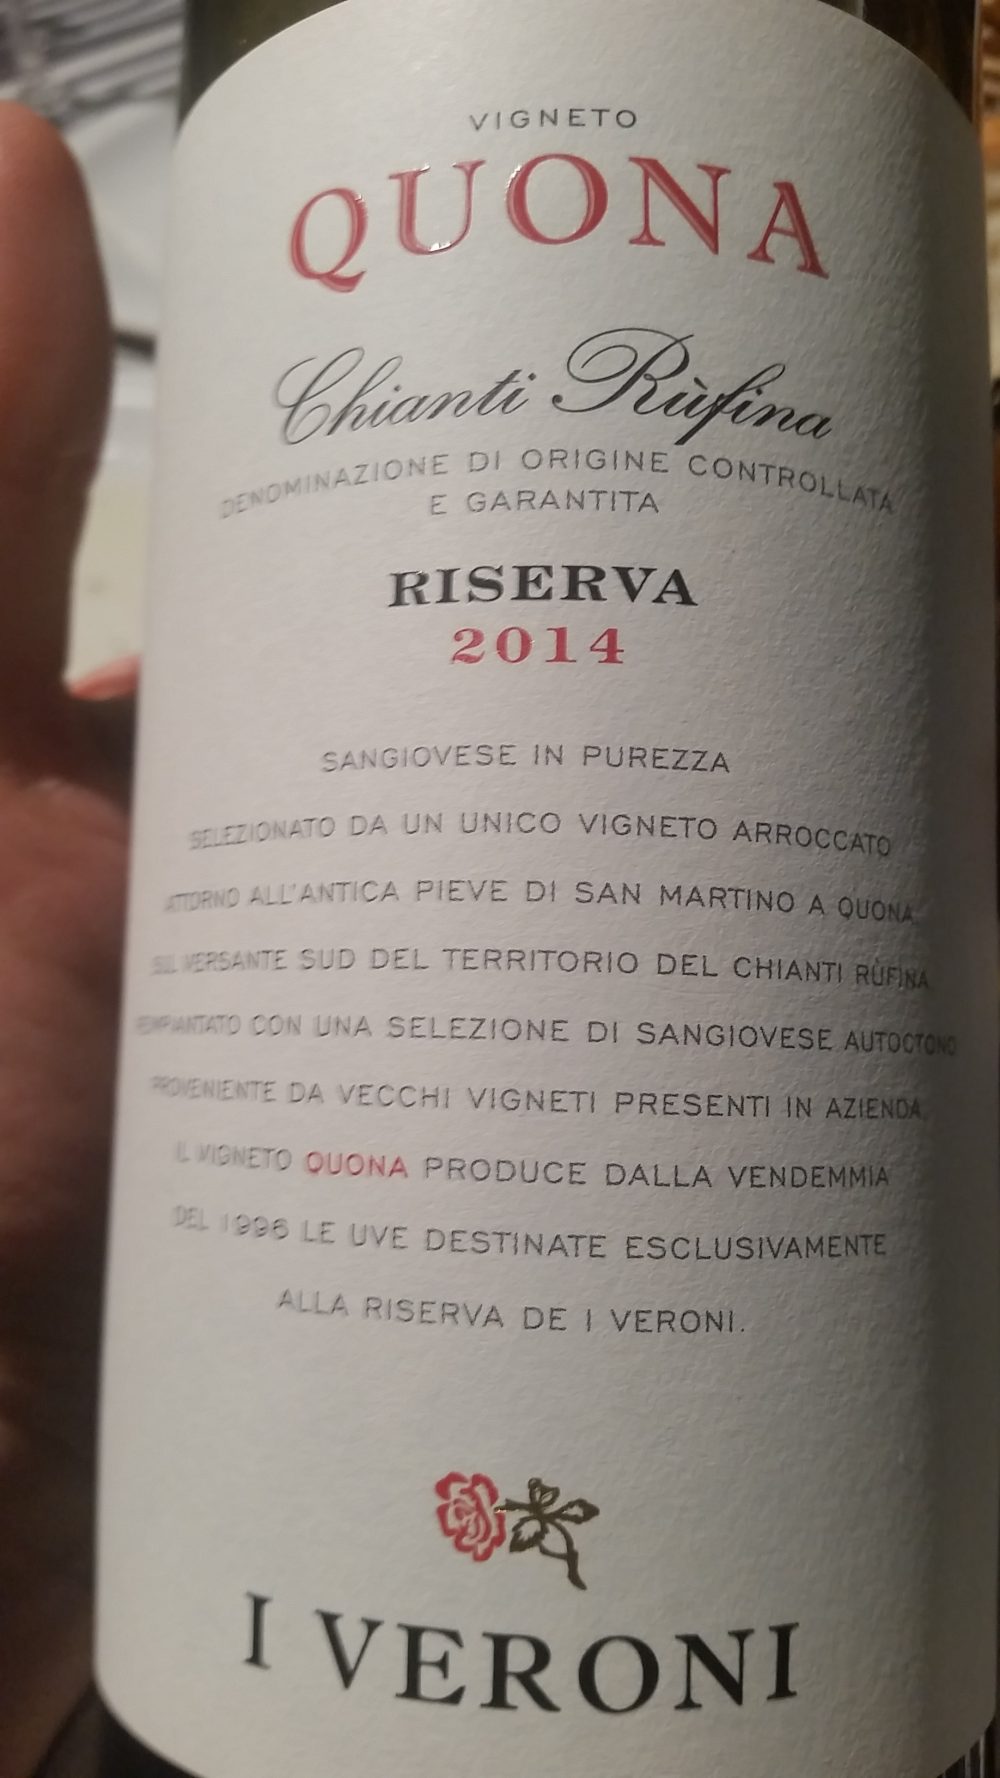 VIGNETO
QUONA
Chianti Rùfina
DENOMINAZIONE DI ORIGINE CONTROLLATA
E GARANTITA
RISERVA
2014
SANGIOVESE IN PUREZZA
SELEZIONATO DA UN UNICO VIGNETO ARROCCATO
ATTORNO ALL'ANTICA PIEVE DI SAN MARTINO A QUONA
SUL VERSANTE SUD DEL TERRITORIO DEL CHIANTI RÙFINA
REIMPIANTATO CON UNA SELEZIONE DI SANGIOVESE AUTOCTONO
PROVENIENTE DA VECCHI VIGNETI PRESENTI IN AZIENDA.
IL VIGNETO QUONA PRODUCE DALLA VENDEMMIA
DEL 1996 LE UVE DESTINATE ESCLUSIVAMENTE
ALLA RISERVA DE I VERONI.
I VERONI